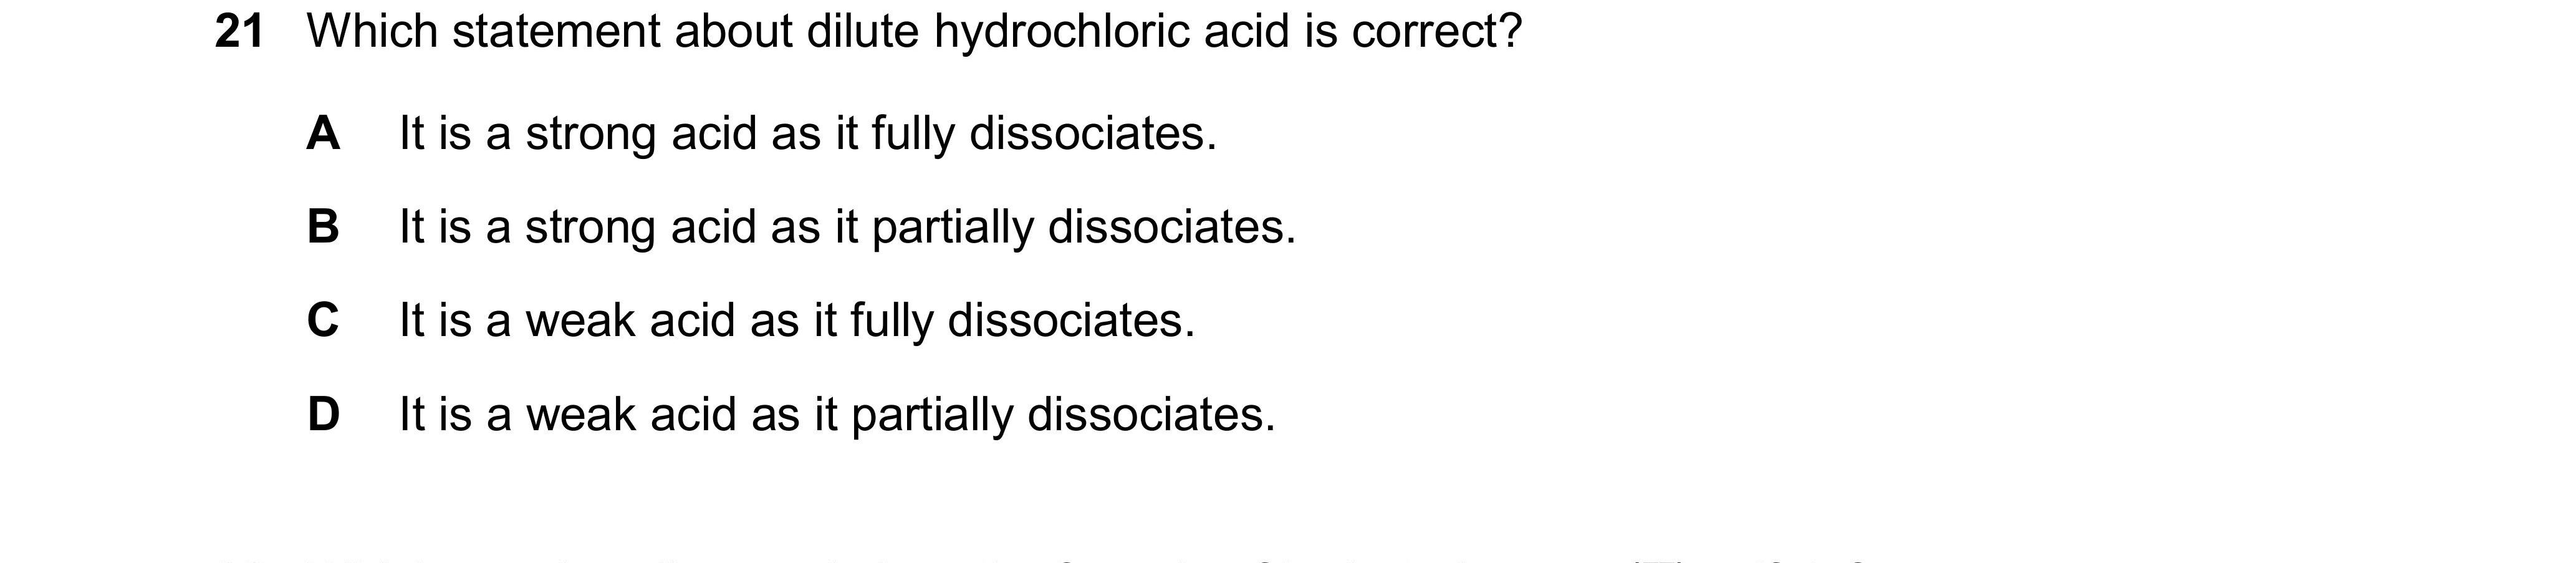 21 Which statement about dilute hydrochloric acid is correct?
A It is a strong acid as it fully dissociates.
B It is a strong acid as it partially dissociates.
C It is a weak acid as it fully dissociates.
D It is a weak acid as it partially dissociates.